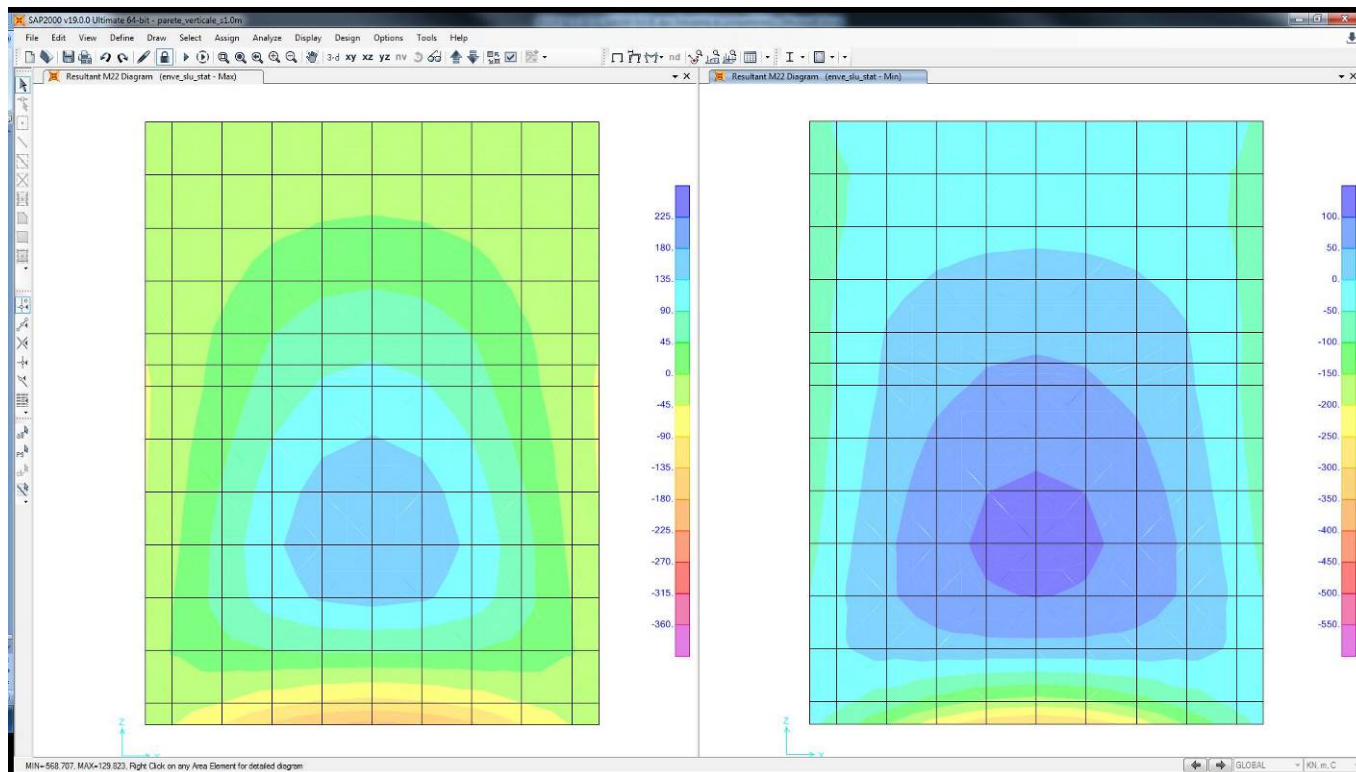 SAP2000 v19.0.0 Ultimate 64-bit - parete_verticale_s1.0m
File Edit View Define Draw Select Assign Analyze Display Design Options Tools Help
3-d xy xz yz nv nd
Resultant M22 Diagram (enve_slu_stat - Max)
Resultant M22 Diagram (enve_slu_stat - Min)
225.
180.
135.
90.
45.
0.
-45.
-90.
-135.
-180.
-225.
-270.
-315.
-360.
100.
50.
0.
-50.
-100.
-150.
-200.
-250.
-300.
-350.
-400.
-450.
-500.
-550.
Z
Z
MIN=-568.707, MAX=129.823, Right Click on any Area Element for detailed diagram
GLOBAL
KN, m, C